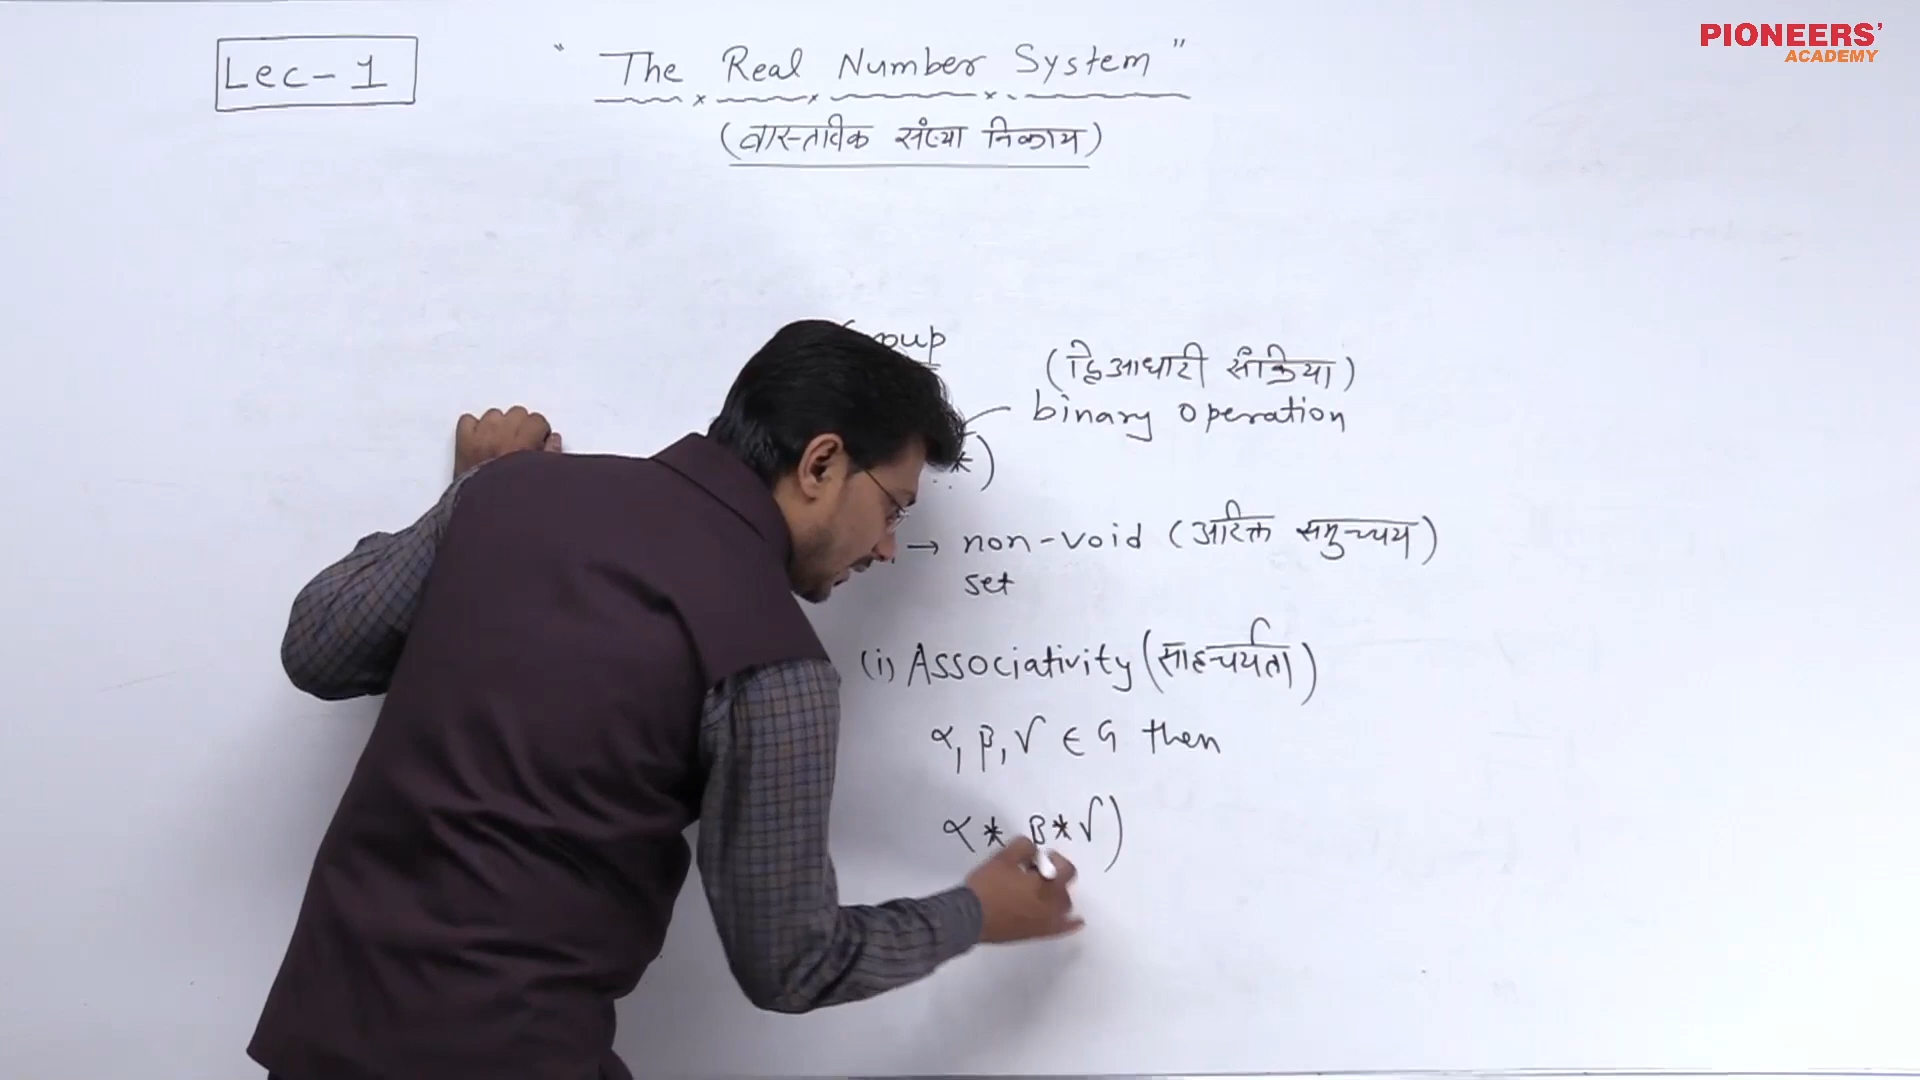 PIONEERS'
ACADEMY
Lec-1
"The Real Number System"
(वास्तविक संख्या निकाय)
(द्विआधारी संक्रिया)
binary operation
*)
→ non-void (अरिक्त समुच्चय)
set
(i) Associativity (साहचर्यता)
α, β, γ ∈ G then
α * β * γ)